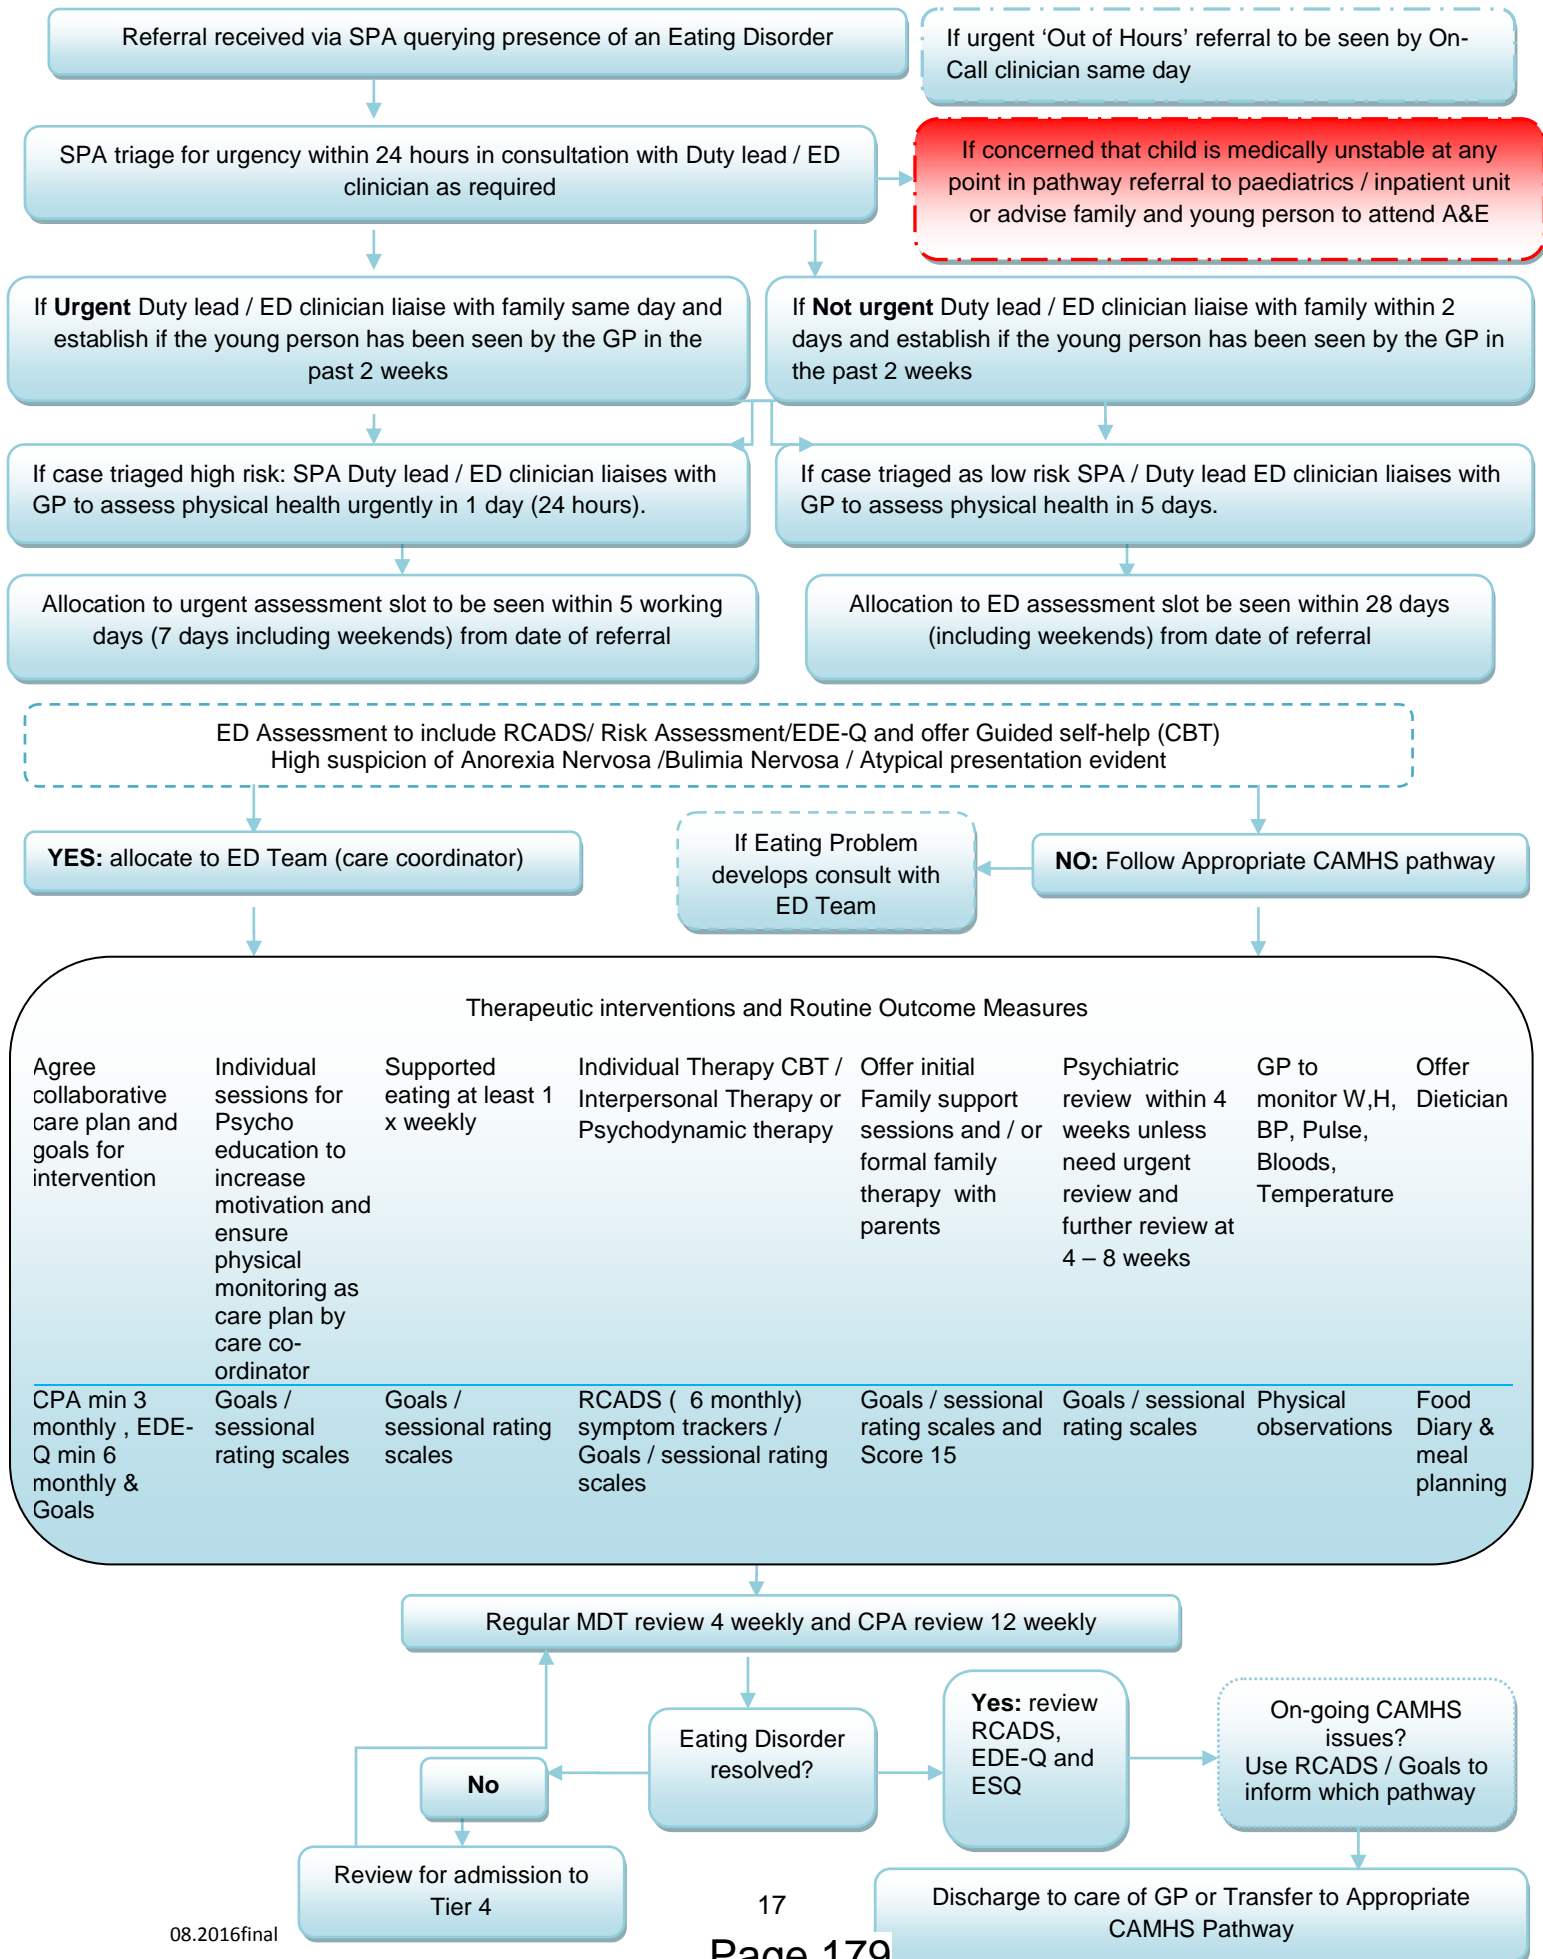 Referral received via SPA querying presence of an Eating Disorder
If urgent ‘Out of Hours’ referral to be seen by On-
Call clinician same day
SPA triage for urgency within 24 hours in consultation with Duty lead / ED
clinician as required
If concerned that child is medically unstable at any
point in pathway referral to paediatrics / inpatient unit
or advise family and young person to attend A&E
If Urgent Duty lead / ED clinician liaise with family same day and
establish if the young person has been seen by the GP in the
past 2 weeks
If Not urgent Duty lead / ED clinician liaise with family within 2
days and establish if the young person has been seen by the GP in
the past 2 weeks
If case triaged high risk: SPA Duty lead / ED clinician liaises with
GP to assess physical health urgently in 1 day (24 hours).
If case triaged as low risk SPA / Duty lead ED clinician liaises with
GP to assess physical health in 5 days.
Allocation to urgent assessment slot to be seen within 5 working
days (7 days including weekends) from date of referral
Allocation to ED assessment slot be seen within 28 days
(including weekends) from date of referral
ED Assessment to include RCADS/ Risk Assessment/EDE-Q and offer Guided self-help (CBT)
High suspicion of Anorexia Nervosa /Bulimia Nervosa / Atypical presentation evident
YES: allocate to ED Team (care coordinator)
If Eating Problem
develops consult with
ED Team
NO: Follow Appropriate CAMHS pathway
Therapeutic interventions and Routine Outcome Measures
Agree
collaborative
care plan and
goals for
intervention
Individual
sessions for
Psycho
education to
increase
motivation and
ensure
physical
monitoring as
care plan by
care co-
ordinator
Supported
eating at least 1
x weekly
Individual Therapy CBT /
Interpersonal Therapy or
Psychodynamic therapy
Offer initial
Family support
sessions and / or
formal family
therapy with
parents
Psychiatric
review within 4
weeks unless
need urgent
review and
further review at
4 – 8 weeks
GP to
monitor W,H,
BP, Pulse,
Bloods,
Temperature
Offer
Dietician
CPA min 3
monthly , EDE-
Q min 6
monthly &
Goals
Goals /
sessional
rating scales
Goals /
sessional rating
scales
RCADS ( 6 monthly)
symptom trackers /
Goals / sessional rating
scales
Goals / sessional
rating scales and
Score 15
Goals / sessional
rating scales
Physical
observations
Food
Diary &
meal
planning
Regular MDT review 4 weekly and CPA review 12 weekly
Eating Disorder
resolved?
Yes: review
RCADS,
EDE-Q and
ESQ
On-going CAMHS
issues?
Use RCADS / Goals to
inform which pathway
No
Review for admission to
Tier 4
Discharge to care of GP or Transfer to Appropriate
CAMHS Pathway
17
08.2016final
Page 179